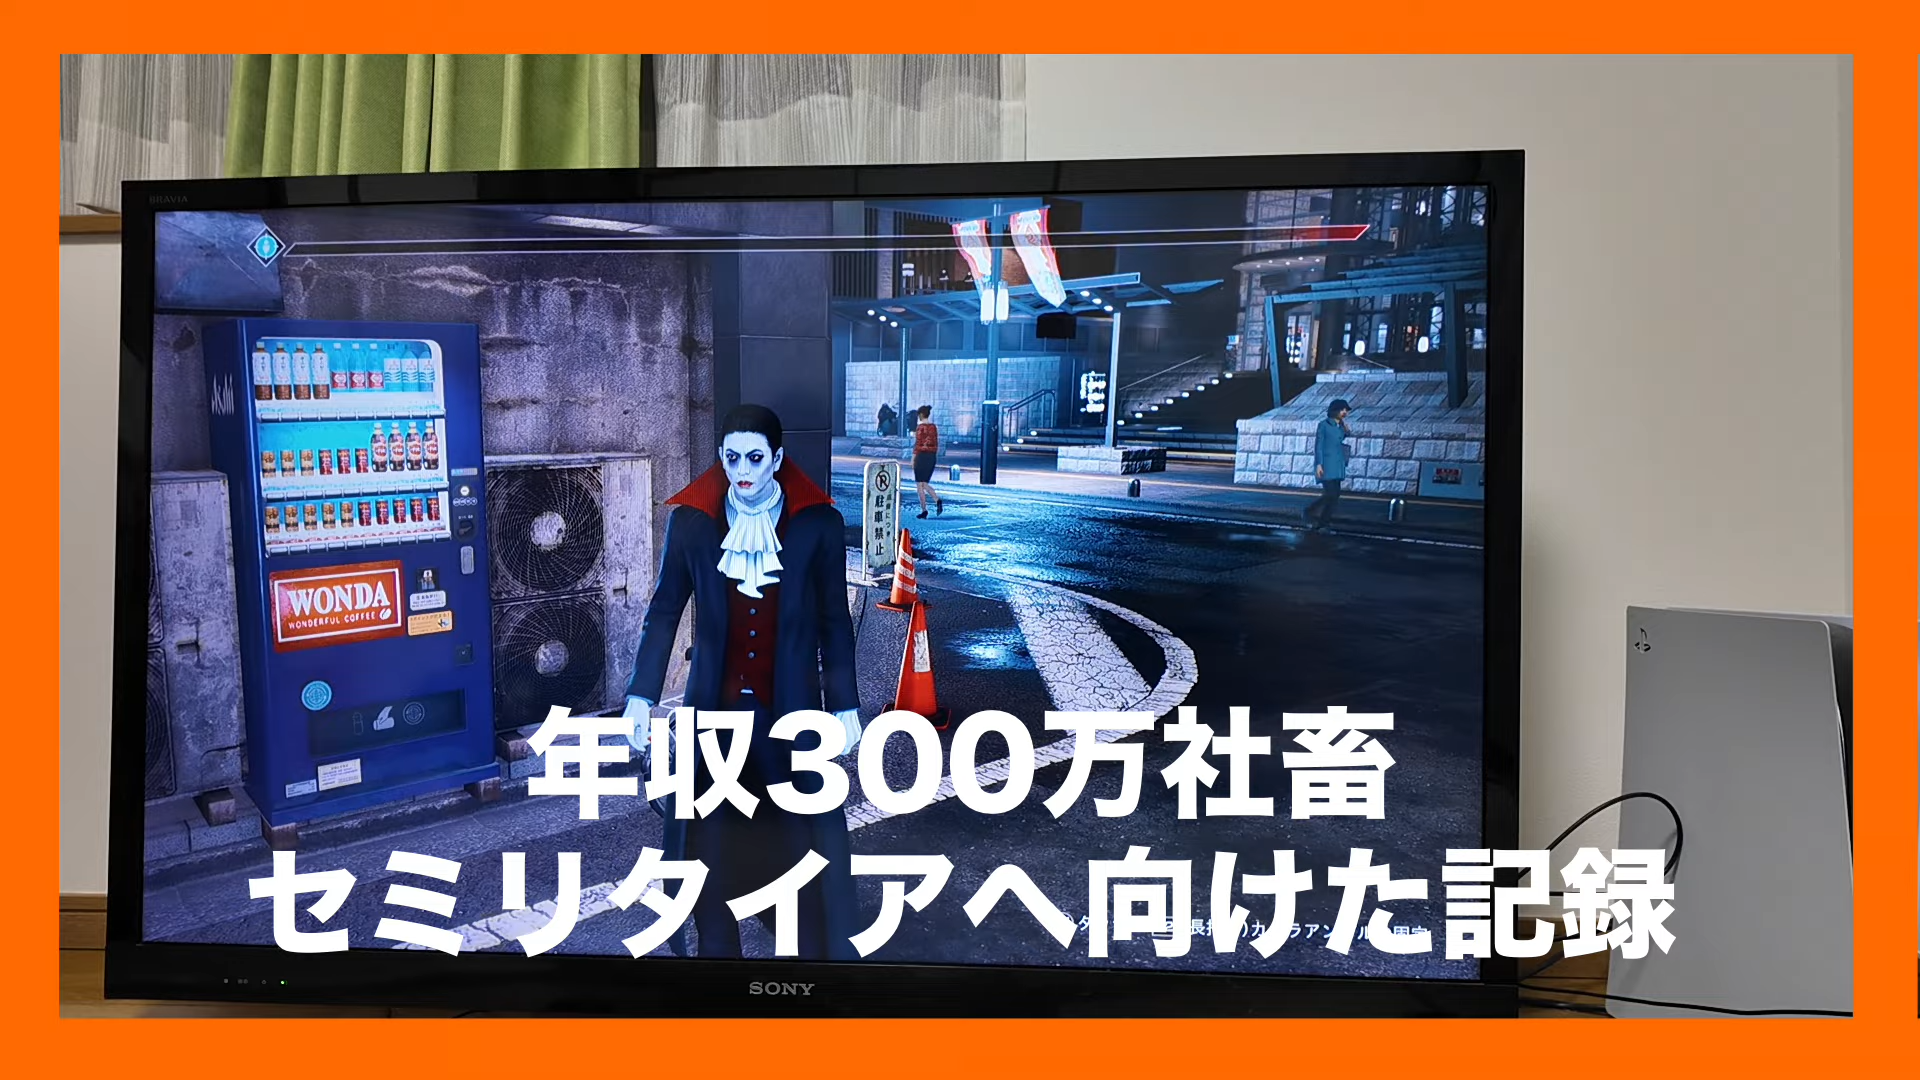 BRAVIA
Asahi
WONDA
WONDERFUL COFFEE
駐車禁止
年収300万社畜
セミリタイアへ向けた記録
SONY